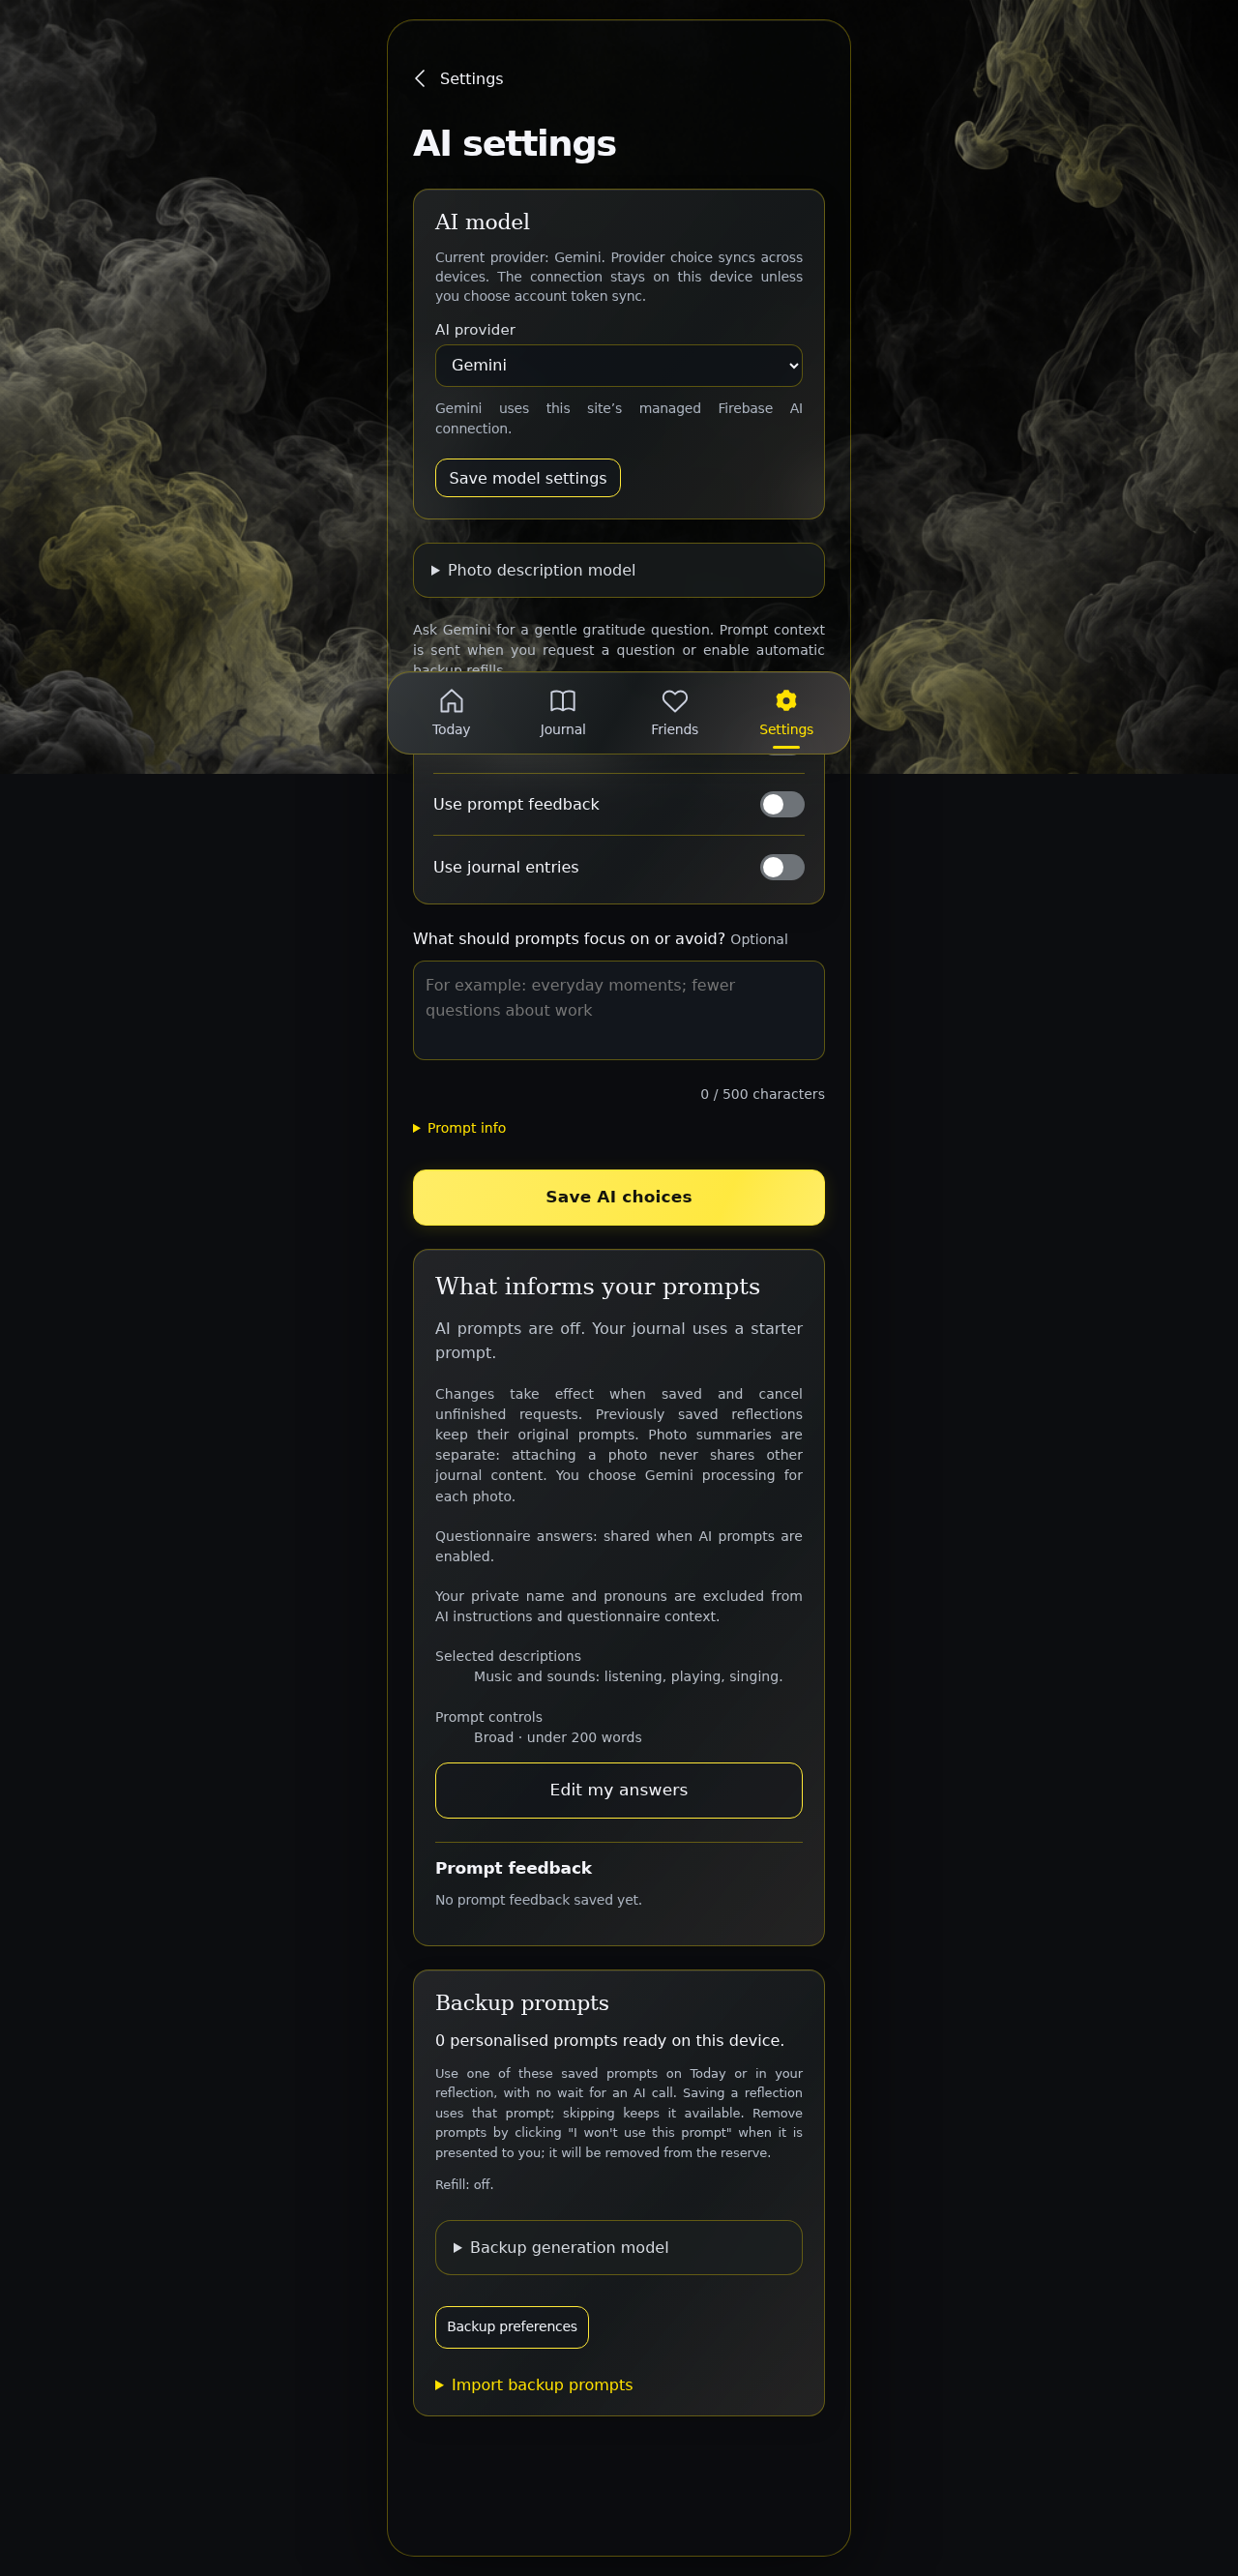 Settings
AI settings
AI model
Current provider: Gemini. Provider choice syncs across
devices. The connection stays on this device unless
you choose account token sync.
AI provider
Gemini
Gemini uses this site’s managed Firebase AI
connection.
Save model settings
Photo description model
Ask Gemini for a gentle gratitude question. Prompt context
is sent when you request a question or enable automatic
backup refills.
Today
Journal
Friends
Settings
Use prompt feedback
Use journal entries
What should prompts focus on or avoid? Optional
For example: everyday moments; fewer
questions about work
0 / 500 characters
Prompt info
Save AI choices
What informs your prompts
AI prompts are off. Your journal uses a starter
prompt.
Changes take effect when saved and cancel
unfinished requests. Previously saved reflections
keep their original prompts. Photo summaries are
separate: attaching a photo never shares other
journal content. You choose Gemini processing for
each photo.
Questionnaire answers: shared when AI prompts are
enabled.
Your private name and pronouns are excluded from
AI instructions and questionnaire context.
Selected descriptions
Music and sounds: listening, playing, singing.
Prompt controls
Broad · under 200 words
Edit my answers
Prompt feedback
No prompt feedback saved yet.
Backup prompts
0 personalised prompts ready on this device.
Use one of these saved prompts on Today or in your
reflection, with no wait for an AI call. Saving a reflection
uses that prompt; skipping keeps it available. Remove
prompts by clicking "I won't use this prompt" when it is
presented to you; it will be removed from the reserve.
Refill: off.
Backup generation model
Backup preferences
Import backup prompts